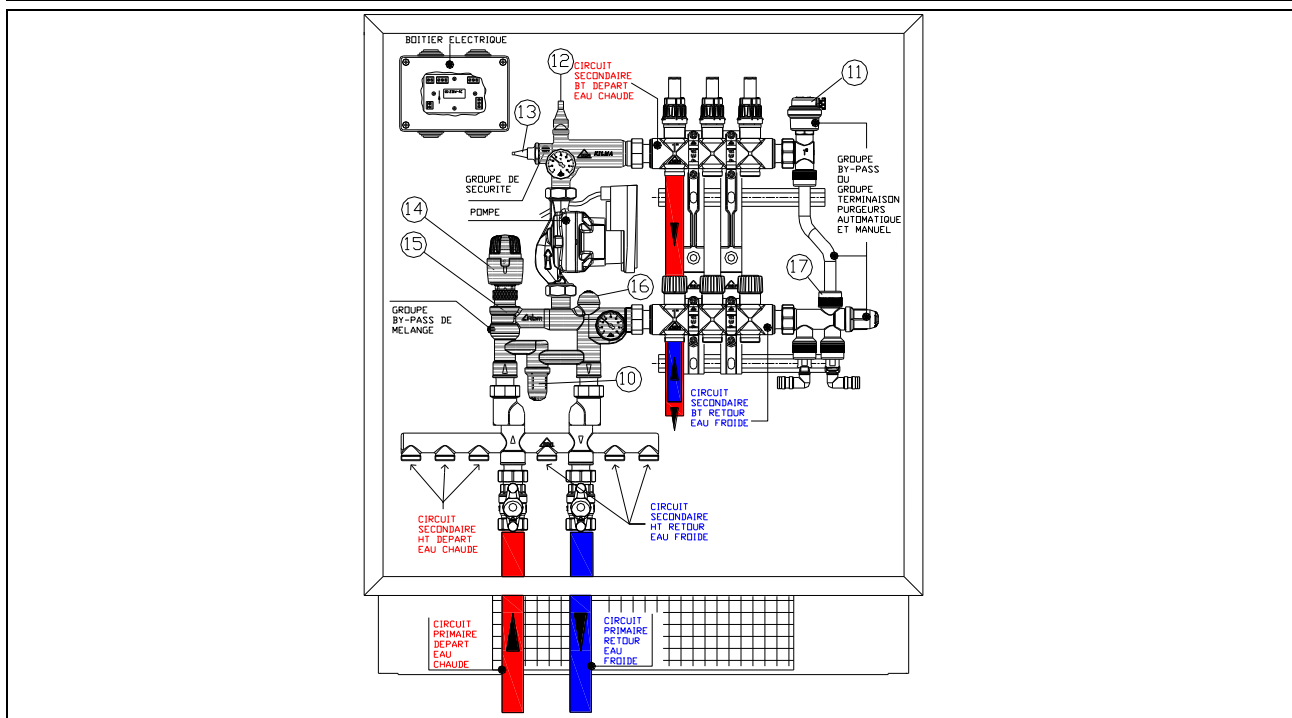 BOITIER ELECTRIQUE
12
CIRCUIT
SECONDAIRE
BT DEPART
EAU CHAUDE
11
13
KILMA
GROUPE DE
SECURITE
POMPE
GROUPE
BY-PASS
OU
GROUPE
TERMINAISON
PURGEURS
AUTOMATIQUE
ET MANUEL
14
15
16
17
GROUPE
BY-PASS DE
MELANGE
10
CIRCUIT
SECONDAIRE
BT RETOUR
EAU FROIDE
CIRCUIT
SECONDAIRE
HT DEPART
EAU CHAUDE
CIRCUIT
SECONDAIRE
HT RETOUR
EAU FROIDE
CIRCUIT
PRIMAIRE
DEPART
EAU
CHAUDE
CIRCUIT
PRIMAIRE
RETOUR
EAU
FROIDE